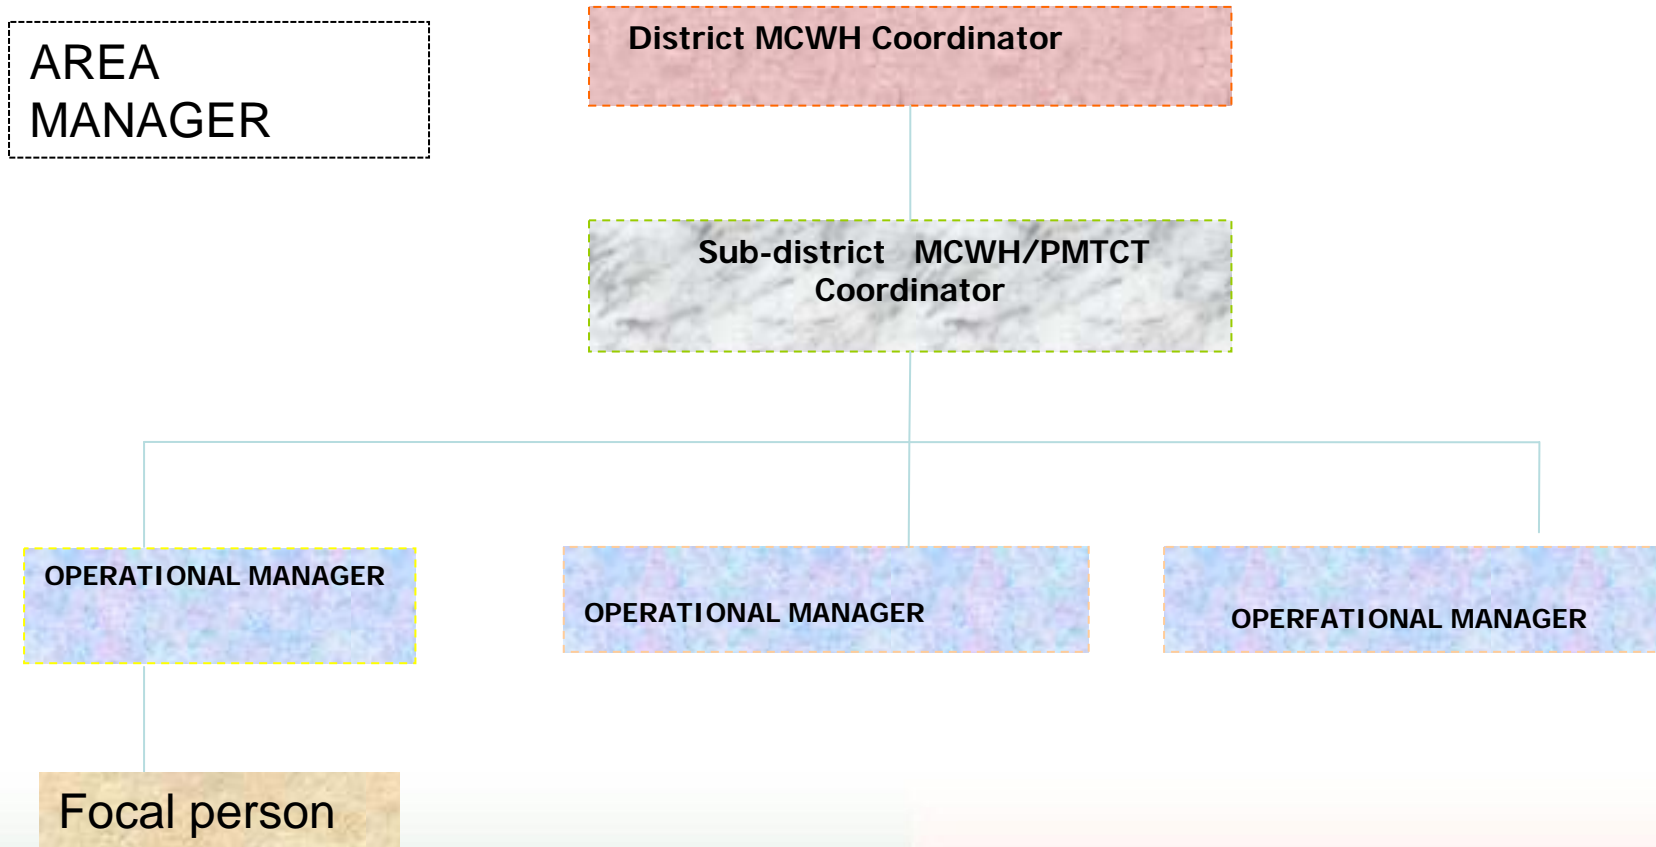 AREA
MANAGER
District MCWH Coordinator
Sub-district MCWH/PMTCT
Coordinator
OPERATIONAL MANAGER
OPERATIONAL MANAGER
OPERFATIONAL MANAGER
Focal person